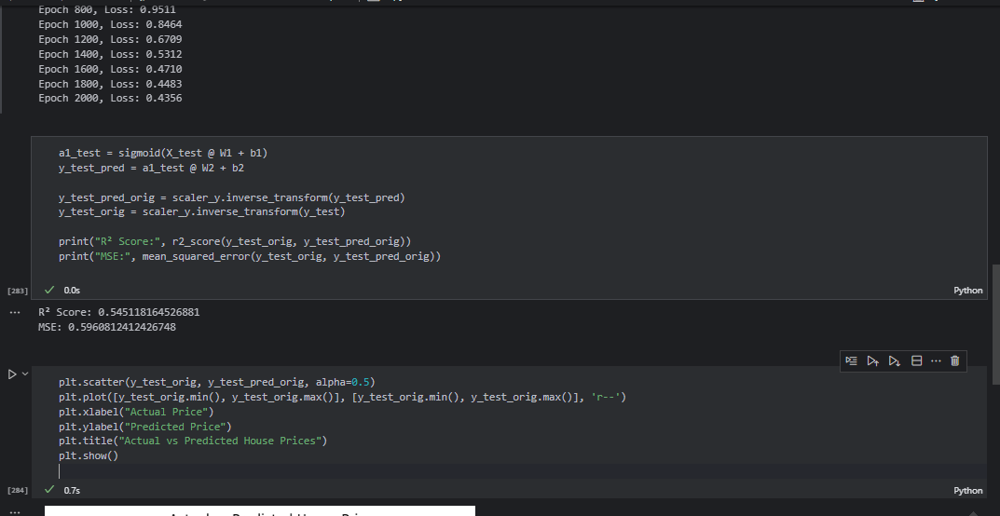 Epoch 800, Loss: 0.9511
Epoch 1000, Loss: 0.8464
Epoch 1200, Loss: 0.6709
Epoch 1400, Loss: 0.5312
Epoch 1600, Loss: 0.4710
Epoch 1800, Loss: 0.4483
Epoch 2000, Loss: 0.4356
a1_test = sigmoid(X_test @ W1 + b1)
y_test_pred = a1_test @ W2 + b2
y_test_pred_orig = scaler_y.inverse_transform(y_test_pred)
y_test_orig = scaler_y.inverse_transform(y_test)
print("R² Score:", r2_score(y_test_orig, y_test_pred_orig))
print("MSE:", mean_squared_error(y_test_orig, y_test_pred_orig))
[283] 0.0s Python
R² Score: 0.545118164526881
MSE: 0.5960812412426748
plt.scatter(y_test_orig, y_test_pred_orig, alpha=0.5)
plt.plot([y_test_orig.min(), y_test_orig.max()], [y_test_orig.min(), y_test_orig.max()], 'r--')
plt.xlabel("Actual Price")
plt.ylabel("Predicted Price")
plt.title("Actual vs Predicted House Prices")
plt.show()
[284] 0.7s Python